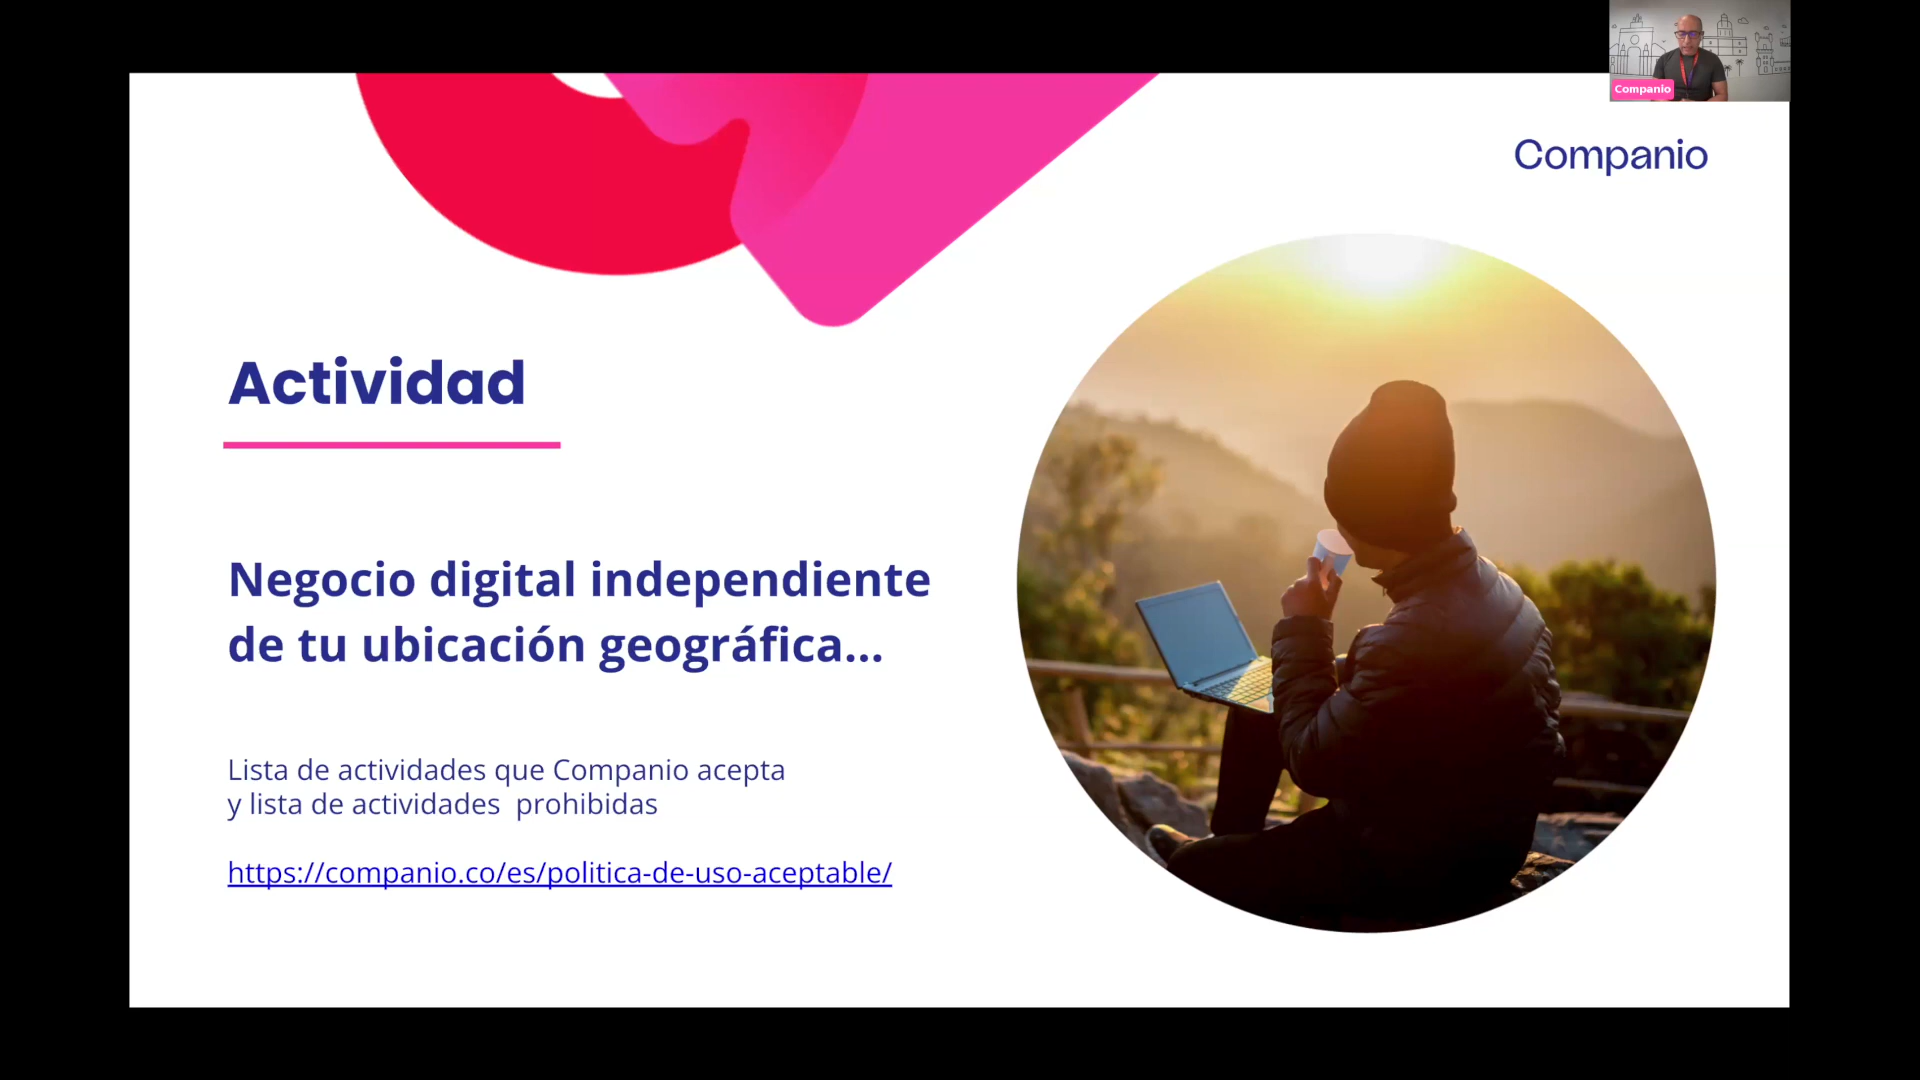 Companio
Companio
Actividad
Negocio digital independiente
de tu ubicación geográfica...
Lista de actividades que Companio acepta
y lista de actividades  prohibidas
https://companio.co/es/politica-de-uso-aceptable/